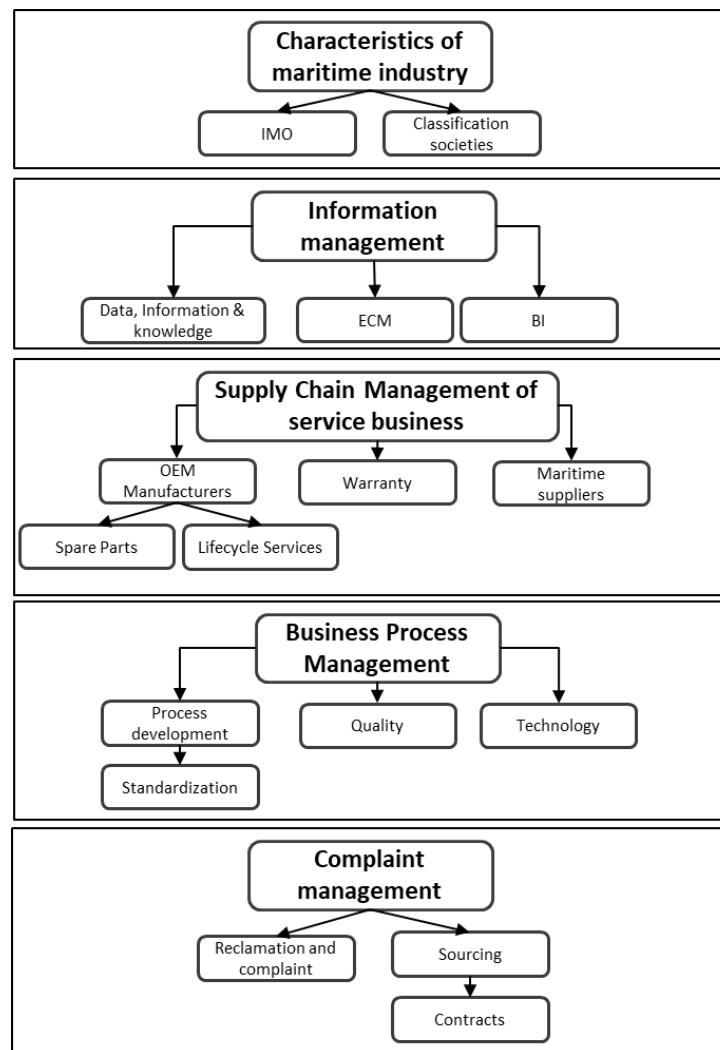 Characteristics of
maritime industry
IMO
Classification
societies
Information
management
Data, Information &
knowledge
ECM
BI
Supply Chain Management of
service business
OEM
Manufacturers
Warranty
Maritime
suppliers
Spare Parts
Lifecycle Services
Business Process
Management
Process
development
Quality
Technology
Standardization
Complaint
management
Reclamation and
complaint
Sourcing
Contracts